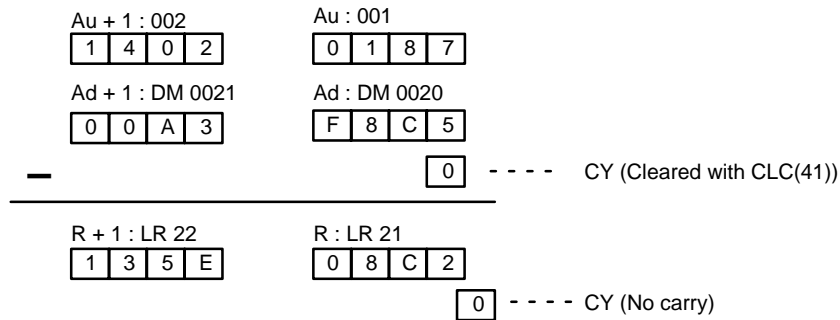 Au + 1 : 002 Au : 001
1 4 0 2 0 1 8 7
Ad + 1 : DM 0021 Ad : DM 0020
0 0 A 3 F 8 C 5
– 0 - - - - CY (Cleared with CLC(41))
R + 1 : LR 22 R : LR 21
1 3 5 E 0 8 C 2
0 - - - - CY (No carry)